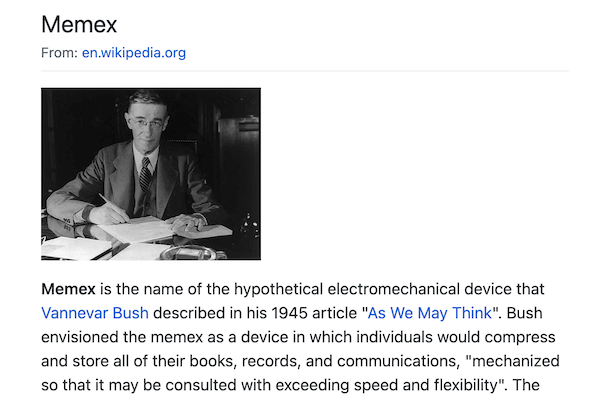 Memex
From: en.wikipedia.org
Memex is the name of the hypothetical electromechanical device that
Vannevar Bush described in his 1945 article "As We May Think". Bush
envisioned the memex as a device in which individuals would compress
and store all of their books, records, and communications, "mechanized
so that it may be consulted with exceeding speed and flexibility". The